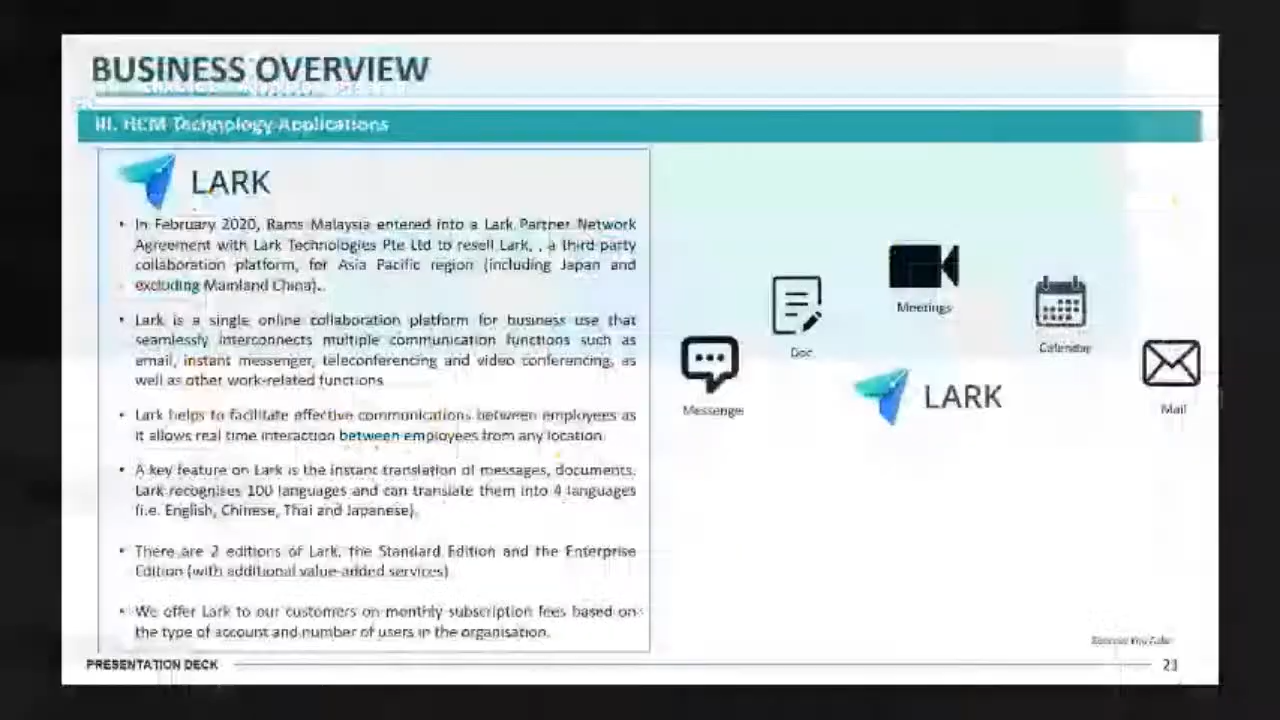 BUSINESS OVERVIEW
III. HCM Technology Applications
LARK
• In February 2020, Rams Malaysia entered into a Lark Partner Network
Agreement with Lark Technologies Pte Ltd to resell Lark, , a third party
collaboration platform, for Asia Pacific region (including Japan and
excluding Mainland China)..
• Lark is a single online collaboration platform for business use that
seamlessly interconnects multiple communication functions such as
email, instant messenger, teleconferencing and video conferencing, as
well as other work-related functions
• Lark helps to facilitate effective communications between employees as
it allows real time interaction between employees from any location.
• A key feature on Lark is the instant translation of messages, documents.
Lark recognises 100 languages and can translate them into 4 languages
(i.e. English, Chinese, Thai and Japanese).
• There are 2 editions of Lark, the Standard Edition and the Enterprise
Edition (with additional value-added services)
• We offer Lark to our customers on monthly subscription fees based on
the type of account and number of users in the organisation.
Messenger
Doc
Meetings
Calendar
Mail
LARK
Source: YouTube
PRESENTATION DECK